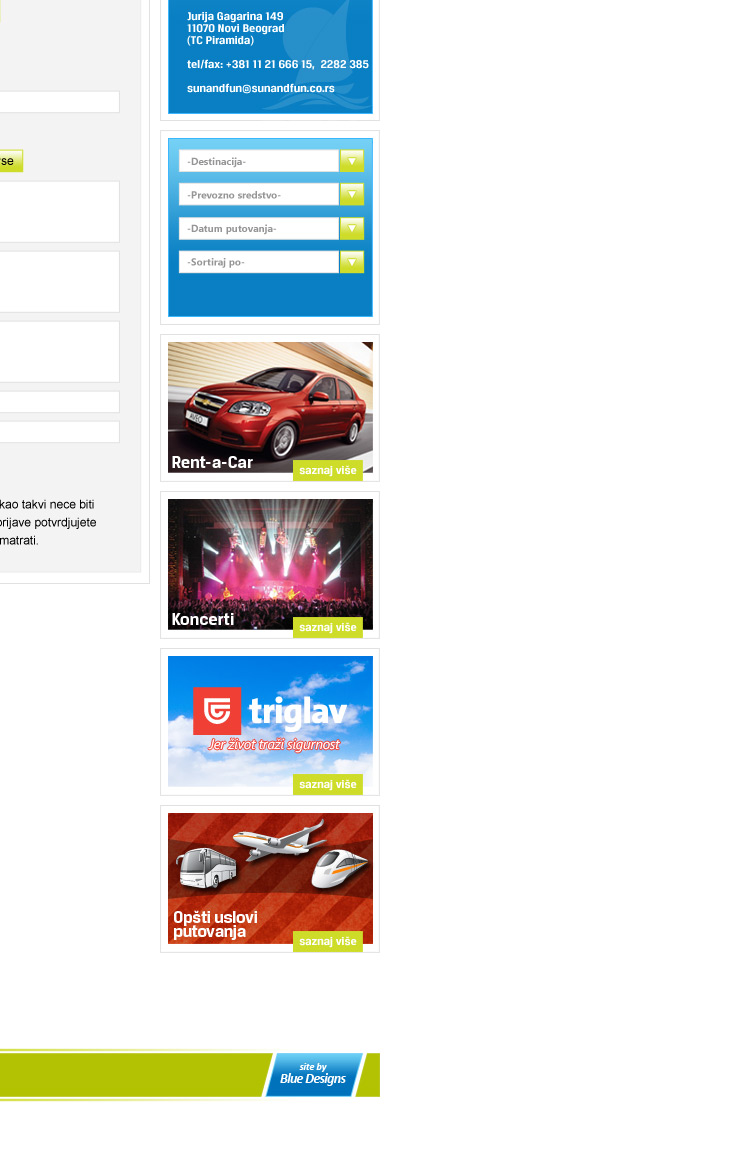 Jurija Gagarina 149
11070 Novi Beograd
(TC Piramida)
tel/fax: +381 11 21 666 15, 2282 385
sunandfun@sunandfun.co.rs
se
-Destinacija-
-Prevozno sredstvo-
-Datum putovanja-
-Sortiraj po-
AVEO
Rent-a-Car
saznaj više
kao takvi nece biti
prijave potvrdjujete
matrati.
Koncerti
saznaj više
triglav
Jer život traži sigurnost
saznaj više
Opšti uslovi
putovanja
saznaj više
site by
Blue Designs